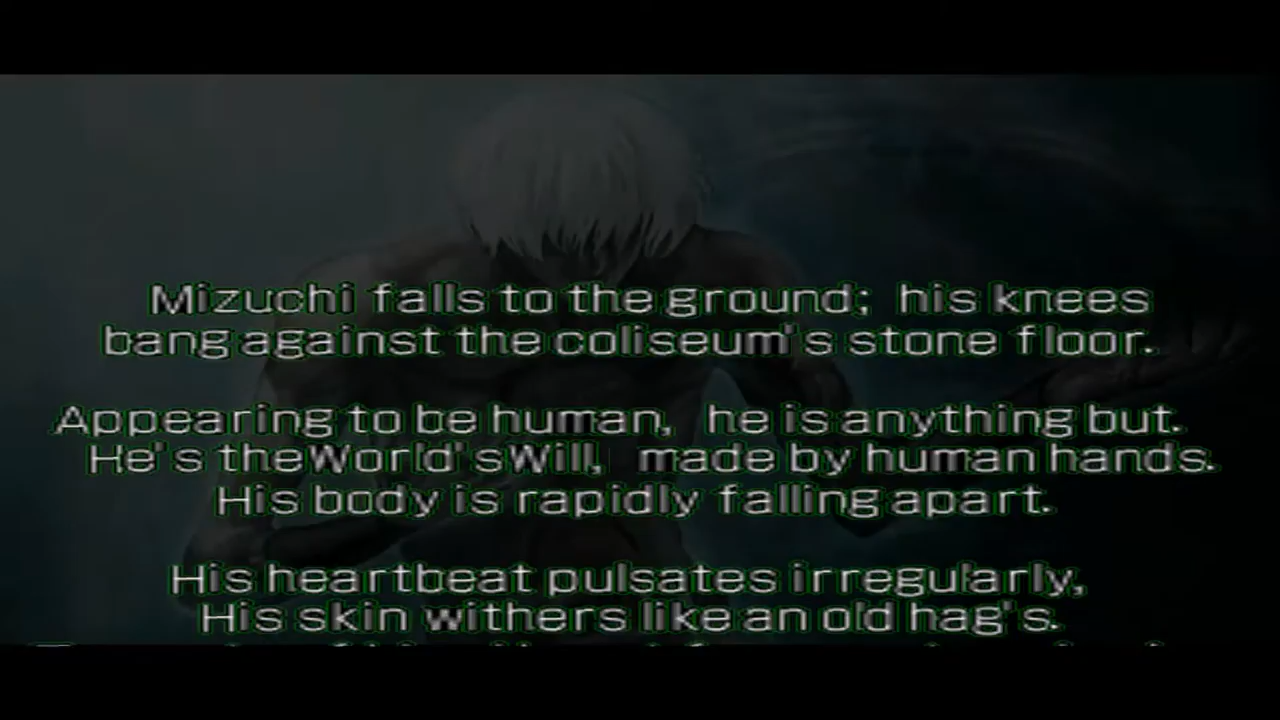 Mizuchi falls to the ground; his knees
bang against the coliseum's stone floor.
Appearing to be human, he is anything but.
He's the World's Will, made by human hands.
His body is rapidly falling apart.
His heartbeat pulsates irregularly,
His skin withers like an old hag's.